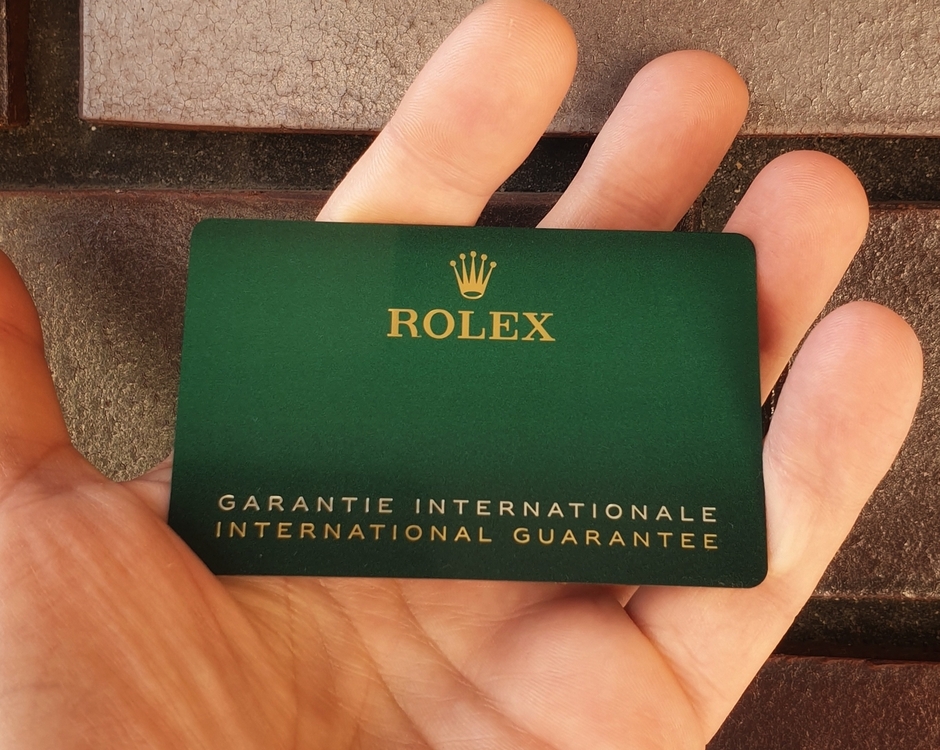 ROLEX
GARANTIE INTERNATIONALE
INTERNATIONAL GUARANTEE